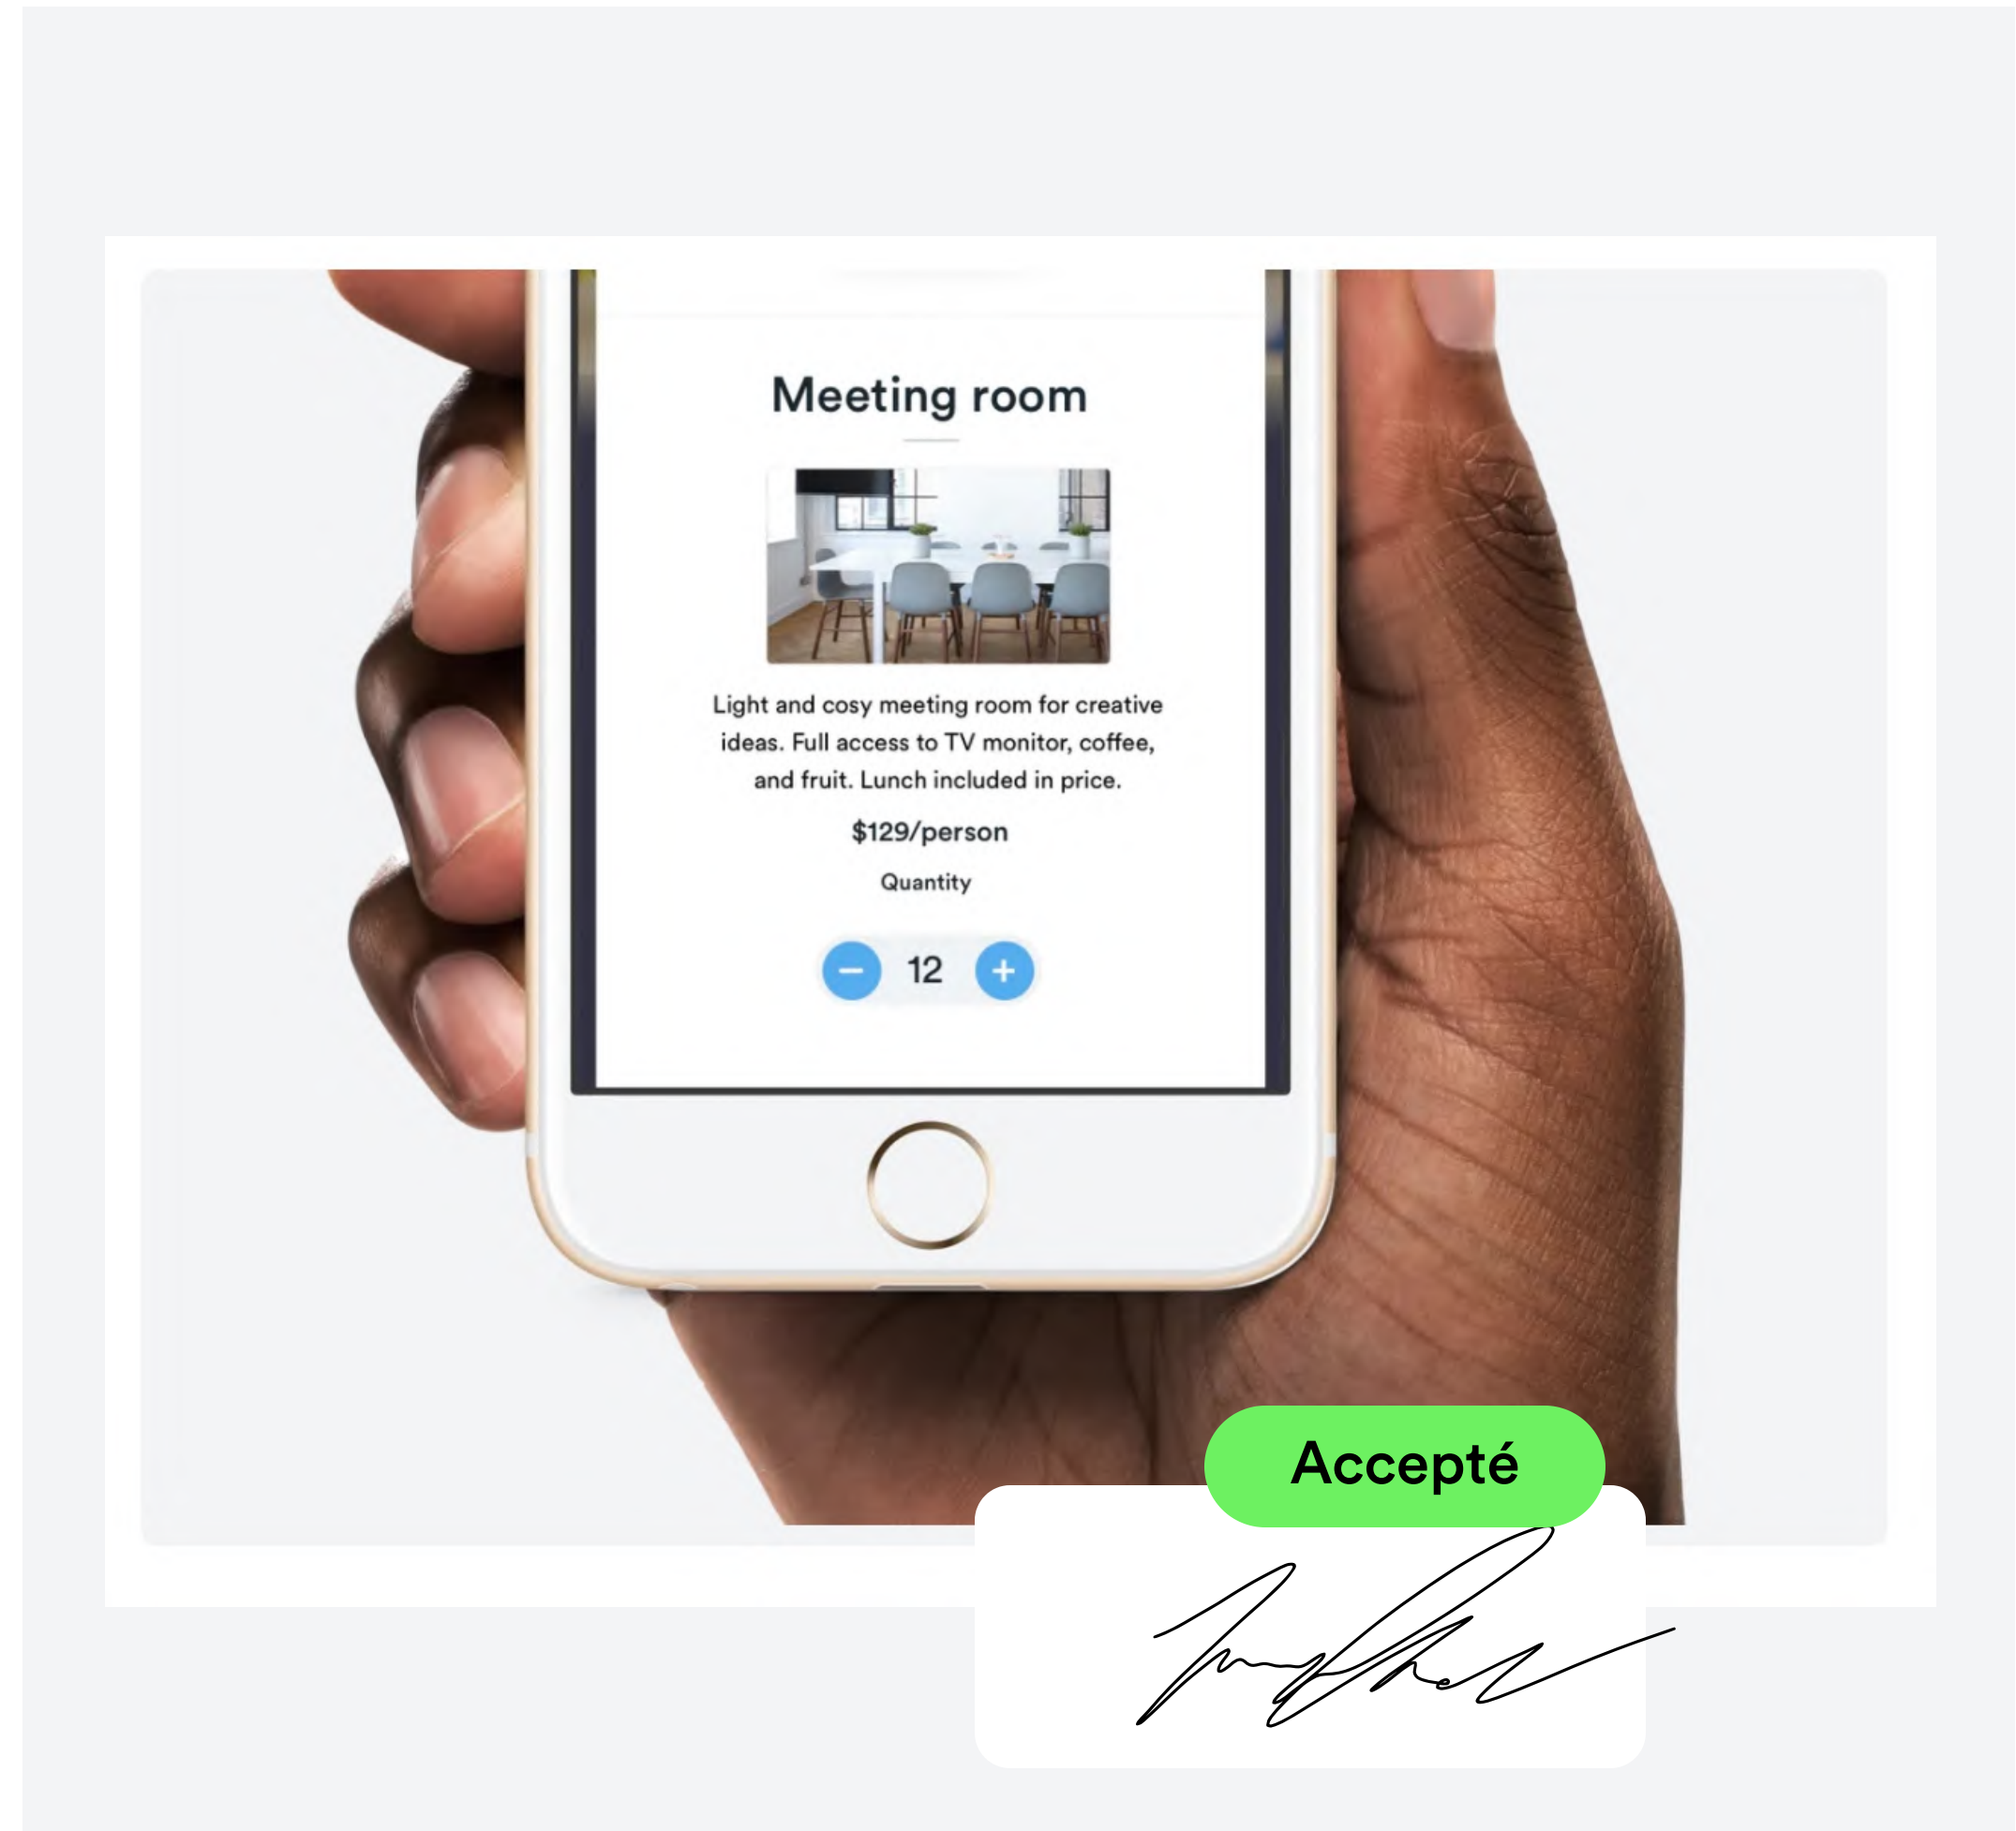 Meeting room
Light and cosy meeting room for creative
ideas. Full access to TV monitor, coffee,
and fruit. Lunch included in price.
$129/person
Quantity
12
Accepté